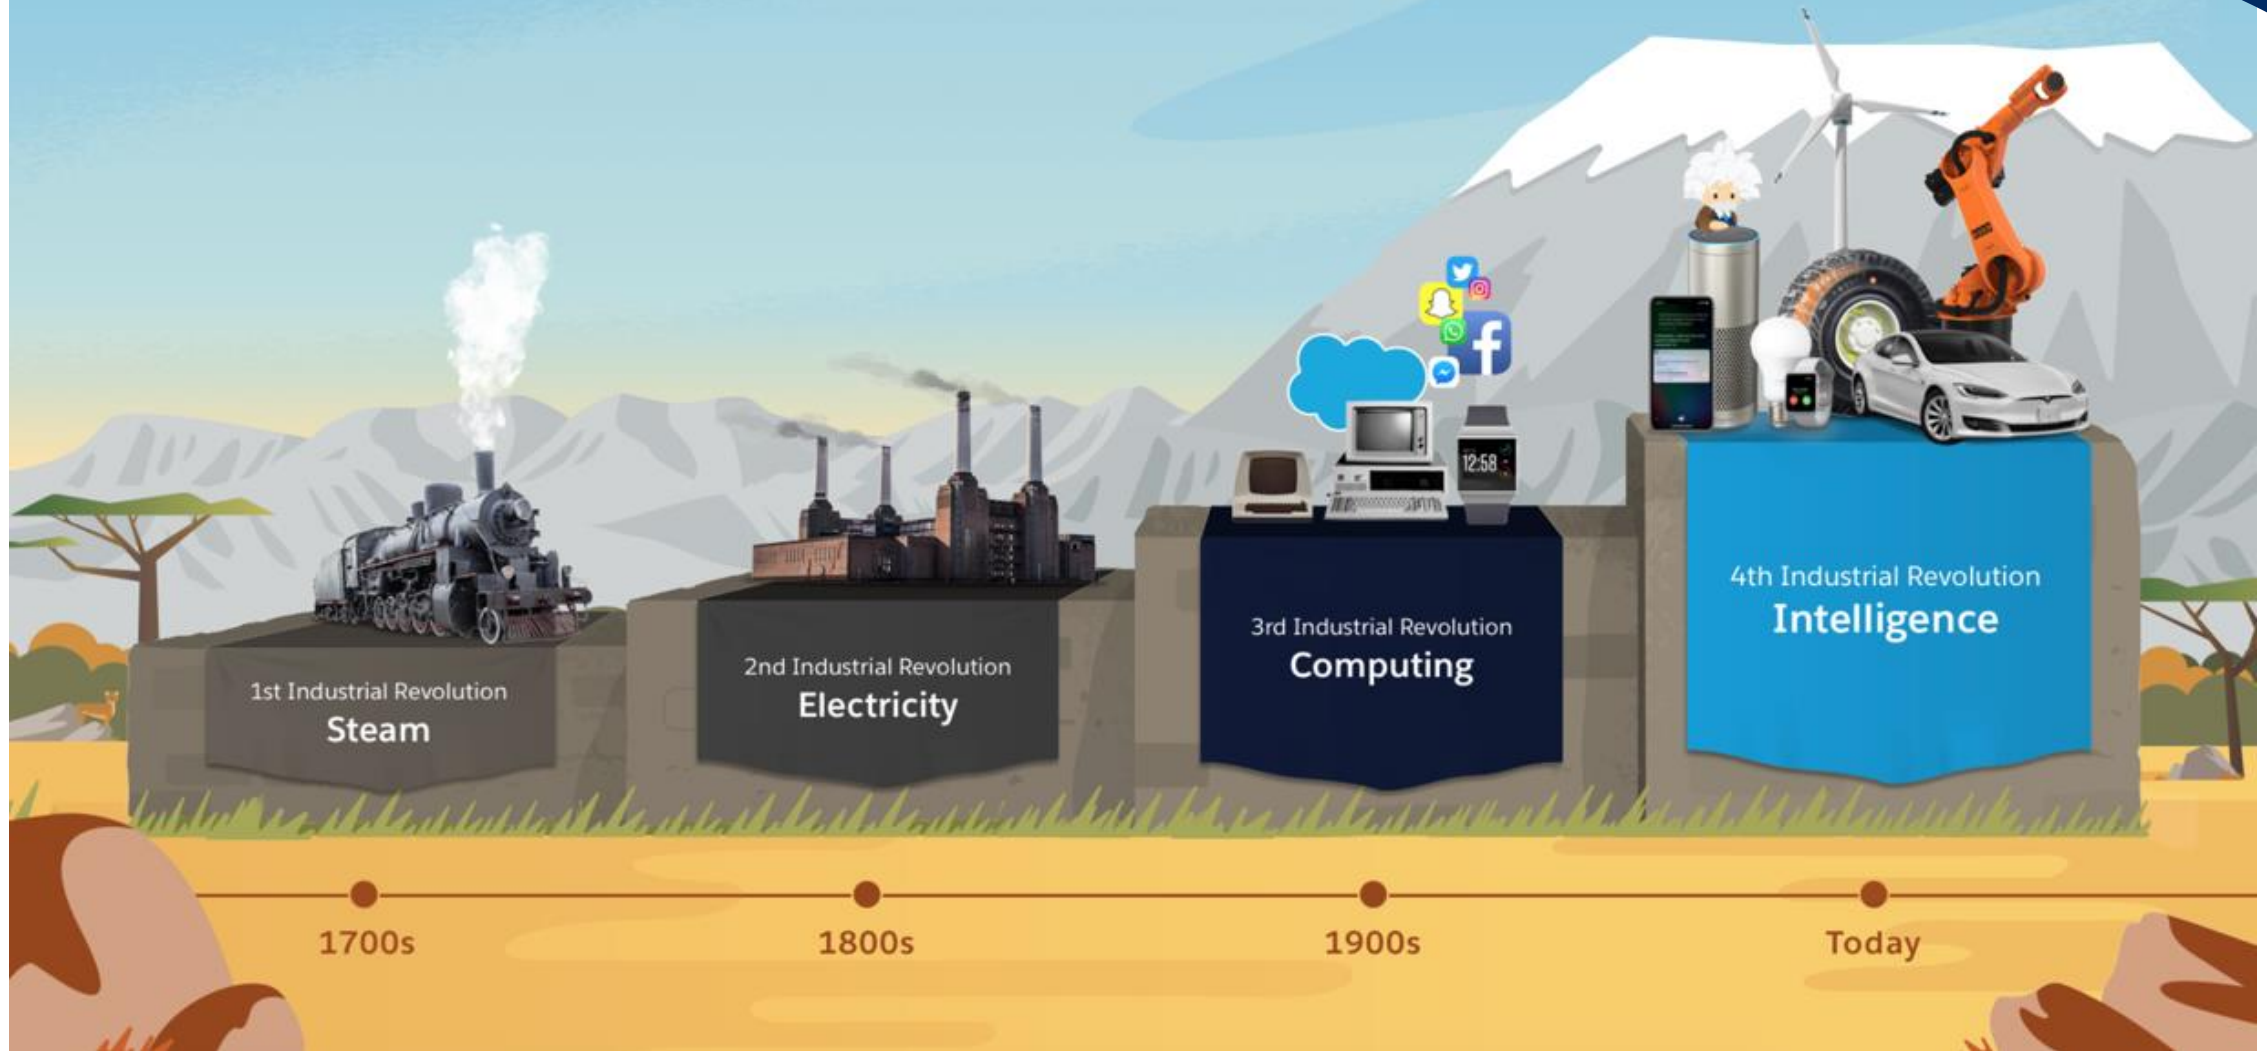 1st Industrial Revolution
Steam
2nd Industrial Revolution
Electricity
12:58
3rd Industrial Revolution
Computing
4th Industrial Revolution
Intelligence
1700s
1800s
1900s
Today